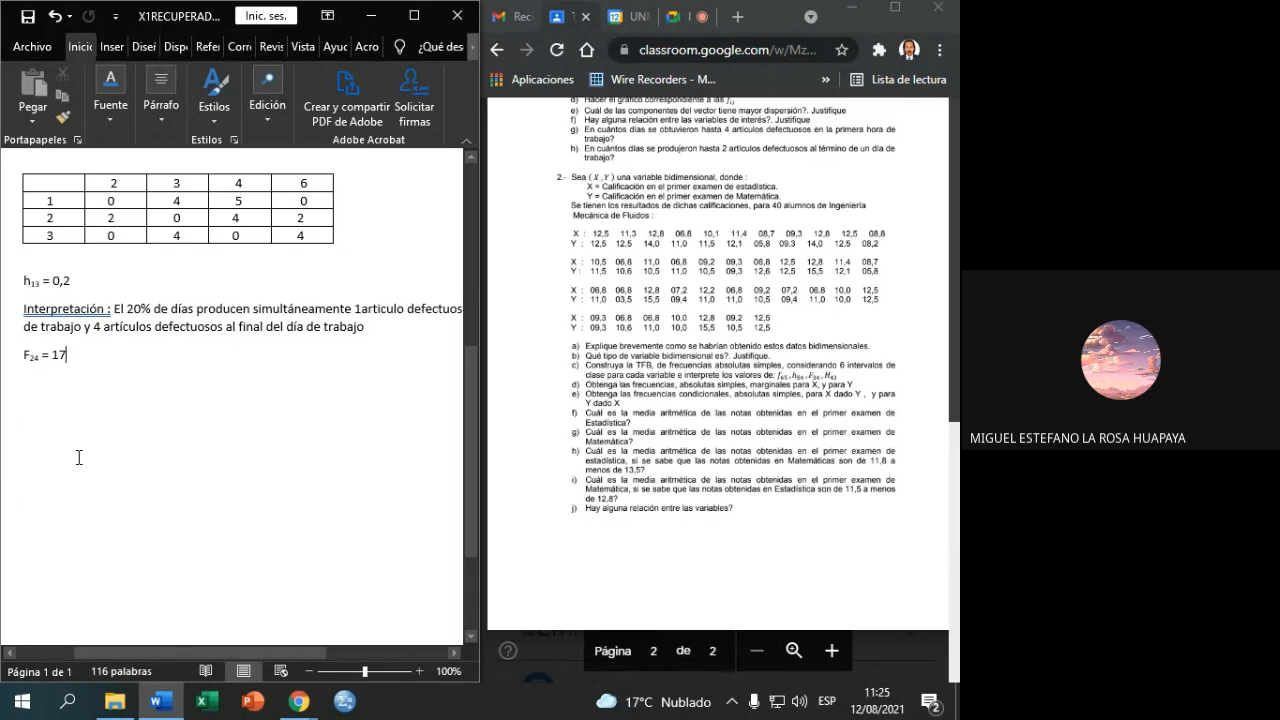 X1RECUPERAD...
Inic. ses.
Archivo Inicio Inser Diseí Dispo Refer Corre Revis Vista Ayuc Acro ¿Qué des
Pegar
Fuente
Párrafo
Estilos
Edición
Crear y compartir
PDF de Adobe
Solicitar
firmas
Portapapeles
Estilos
Adobe Acrobat
2 3 4 6
1 0 4 5 0
2 2 0 4 2
3 0 4 0 4
h13 = 0,2
Interpretación : El 20% de días producen simultáneamente 1articulo defectuos
de trabajo y 4 artículos defectuosos al final del día de trabajo
F24 = 17
Página 1 de 1 116 palabras 100%
Rec
classroom.google.com/w/Mz...
Aplicaciones Wire Recorders - M... » Lista de lectura
d) Hacer el gráfico correspondiente a las fij
e) Cuál de las componentes del vector tiene mayor dispersión?. Justifique
f) Hay alguna relación entre las variables de interés?. Justifique
g) En cuántos días se obtuvieron hasta 4 artículos defectuosos en la primera hora de
trabajo?
h) En cuántos días se produjeron hasta 2 artículos defectuosos al término de un día de
trabajo?
2.- Sea (X,Y) una variable bidimensional, donde :
X = Calificación en el primer examen de estadística.
Y = Calificación en el primer examen de Matemática.
Se tienen los resultados de dichas calificaciones, para 40 alumnos de Ingeniería
Mecánica de Fluidos :
X : 12,5 11,3 12,8 06,8 10,1 11,4 08,7 09,3 12,8 12,5 08,8
Y : 12,5 12,5 14,0 11,0 11,5 12,1 05,8 09.3 14,0 12.5 08,2
X : 10,5 06,8 11,0 06,8 09,2 09,3 06,8 12,5 12,8 11,4 08,7
Y : 11,5 10,6 10,5 11,0 10,5 09,3 12,6 12,5 15,5 12,1 05,8
X : 06,8 06,8 12,8 07,2 12,2 06,8 09,2 07,2 06,8 10,0 12,5
Y : 11,0 03,5 15,5 09,4 11,0 11,0 10,5 09,4 11,0 10,0 12,5
X : 09,3 06,8 06,8 10,0 12,8 09,2 12,5
Y : 09,3 10,6 11,0 10,0 15,5 10,5 12,5
a) Explique brevemente como se habrían obtenido estos datos bidimensionales.
b) Qué tipo de variable bidimensional es?. Justifique.
c) Construya la TFB, de frecuencias absolutas simples, considerando 6 intervalos de
clase para cada variable e interprete los valores de:
d) Obtenga las frecuencias, absolutas simples, marginales para X, y para Y
e) Obtenga las frecuencias condicionales, absolutas simples, para X dado Y , y para
Y dado X
f) Cuál es la media aritmética de las notas obtenidas en el primer examen de
Estadística?
g) Cuál es la media aritmética de las notas obtenidas en el primer examen de
Matemática?
h) Cuál es la media aritmética de las notas obtenidas en el primer examen de
estadística, si se sabe que las notas obtenidas en Matemáticas son de 11,8 a
menos de 13,5?
i) Cuál es la media aritmética de las notas obtenidas en el primer examen de
Matemática, si se sabe que las notas obtenidas en Estadística son de 11,5 a menos
de 12,8?
j) Hay alguna relación entre las variables?
Página 2 de 2
MIGUEL ESTEFANO LA ROSA HUAPAYA
17°C Nublado ESP
11:25
12/08/2021
2